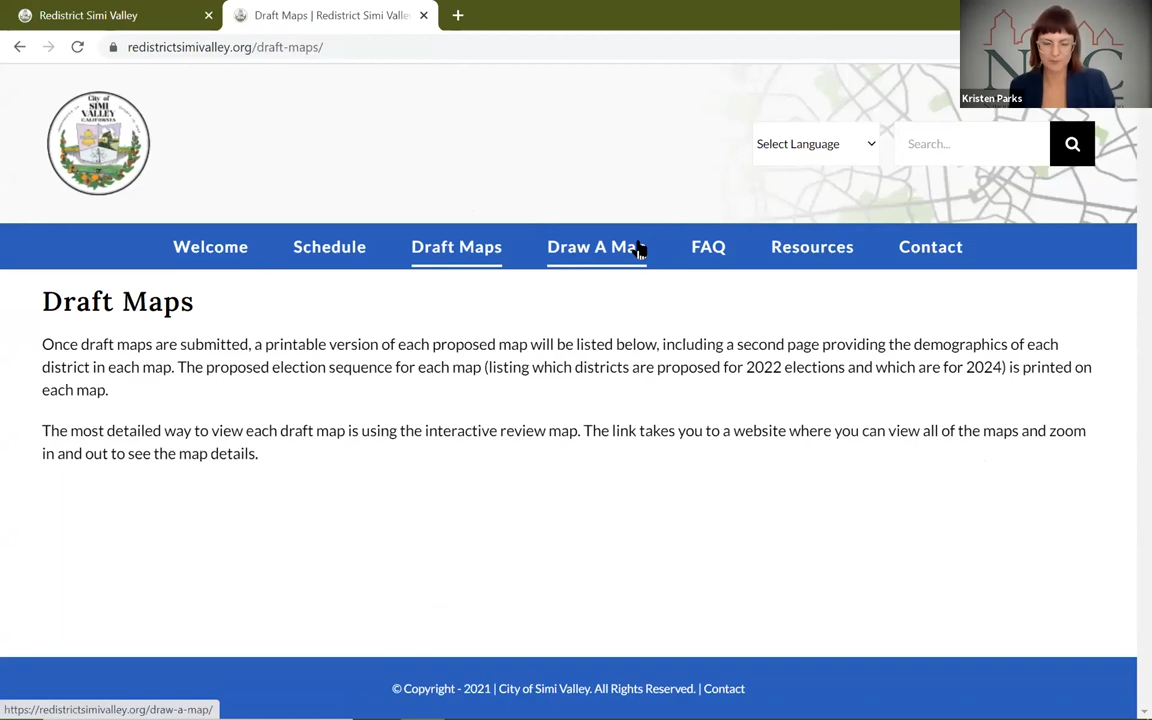 Redistrict Simi Valley
Draft Maps | Redistrict Simi Valle
redistrictsimivalley.org/draft-maps/
Kristen Parks
City of
SIMI
VALLEY
CALIFORNIA
Select Language
Search...
Welcome
Schedule
Draft Maps
Draw A Map
FAQ
Resources
Contact
Draft Maps
Once draft maps are submitted, a printable version of each proposed map will be listed below, including a second page providing the demographics of each
district in each map. The proposed election sequence for each map (listing which districts are proposed for 2022 elections and which are for 2024) is printed on
each map.
The most detailed way to view each draft map is using the interactive review map. The link takes you to a website where you can view all of the maps and zoom
in and out to see the map details.
© Copyright - 2021 | City of Simi Valley. All Rights Reserved. | Contact
https://redistrictsimivalley.org/draw-a-map/